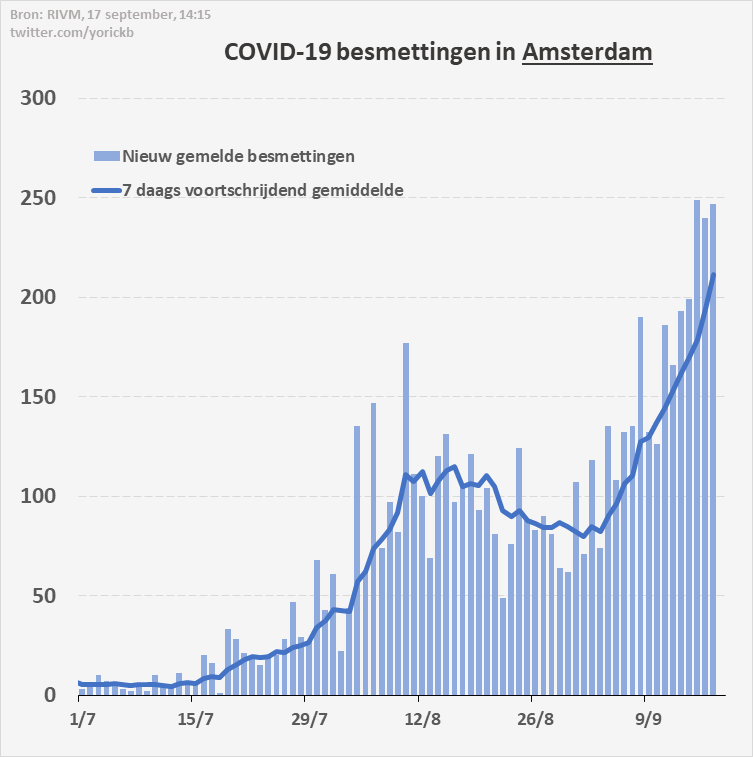 Bron: RIVM, 17 september, 14:15
twitter.com/yorickb
COVID-19 besmettingen in Amsterdam
300
Nieuw gemelde besmettingen
7 daags voortschrijdend gemiddelde
250
200
150
100
50
0
1/7 15/7 29/7 12/8 26/8 9/9